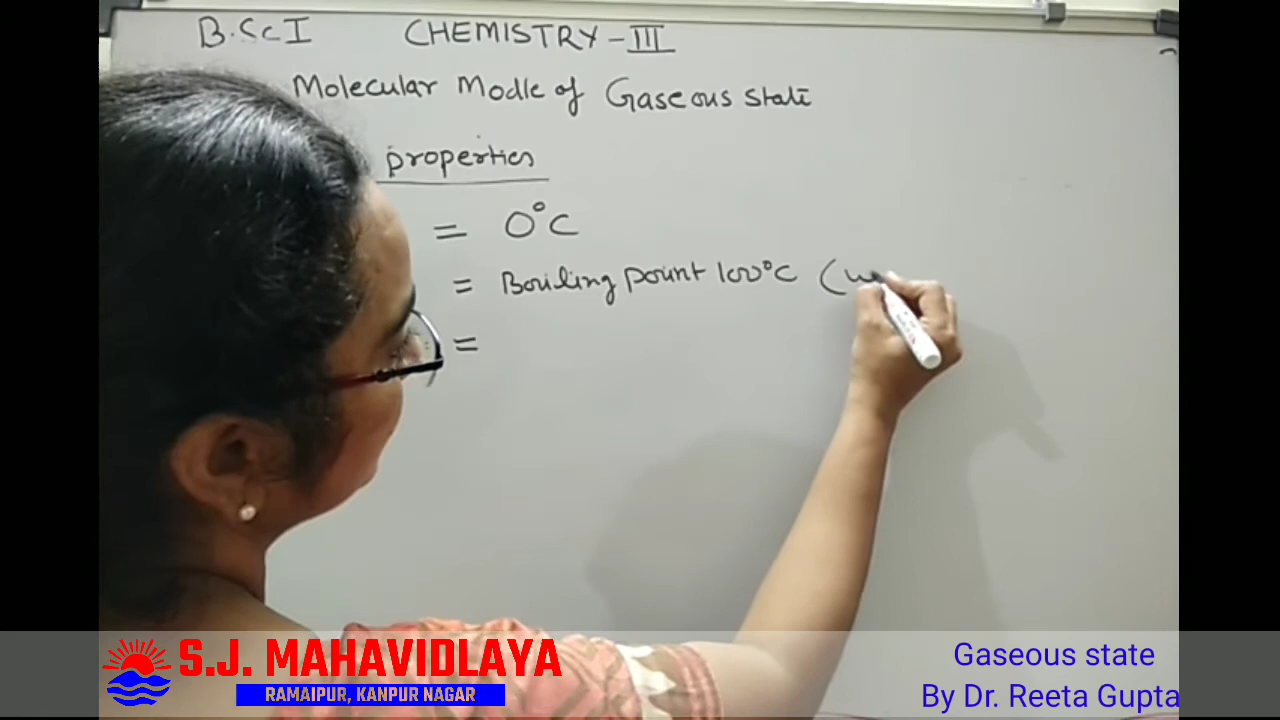 B.Sc I CHEMISTRY - III
Molecular Modle of Gaseous state
properties
= 0°C
= Boiling point 100°C (w
=
S.J. MAHAVIDLAYA
RAMAIPUR, KANPUR NAGAR
Gaseous state
By Dr. Reeta Gupta